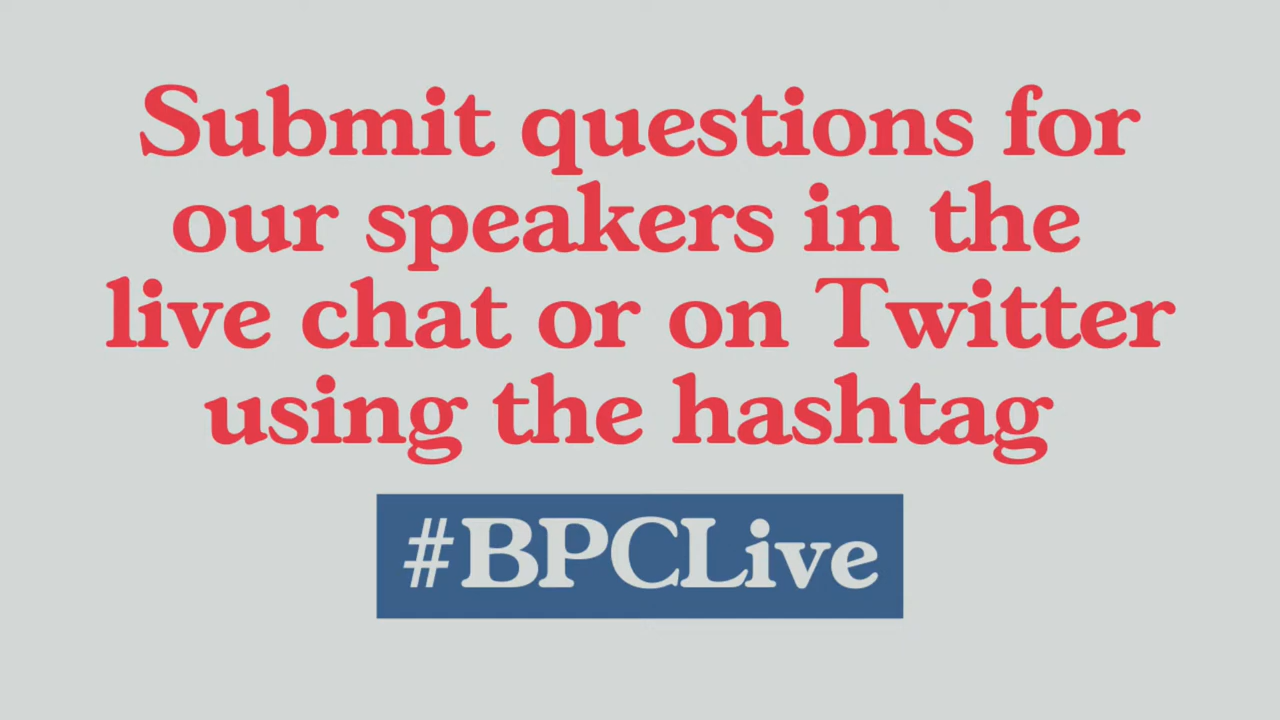 Submit questions for
our speakers in the
live chat or on Twitter
using the hashtag
#BPCLive